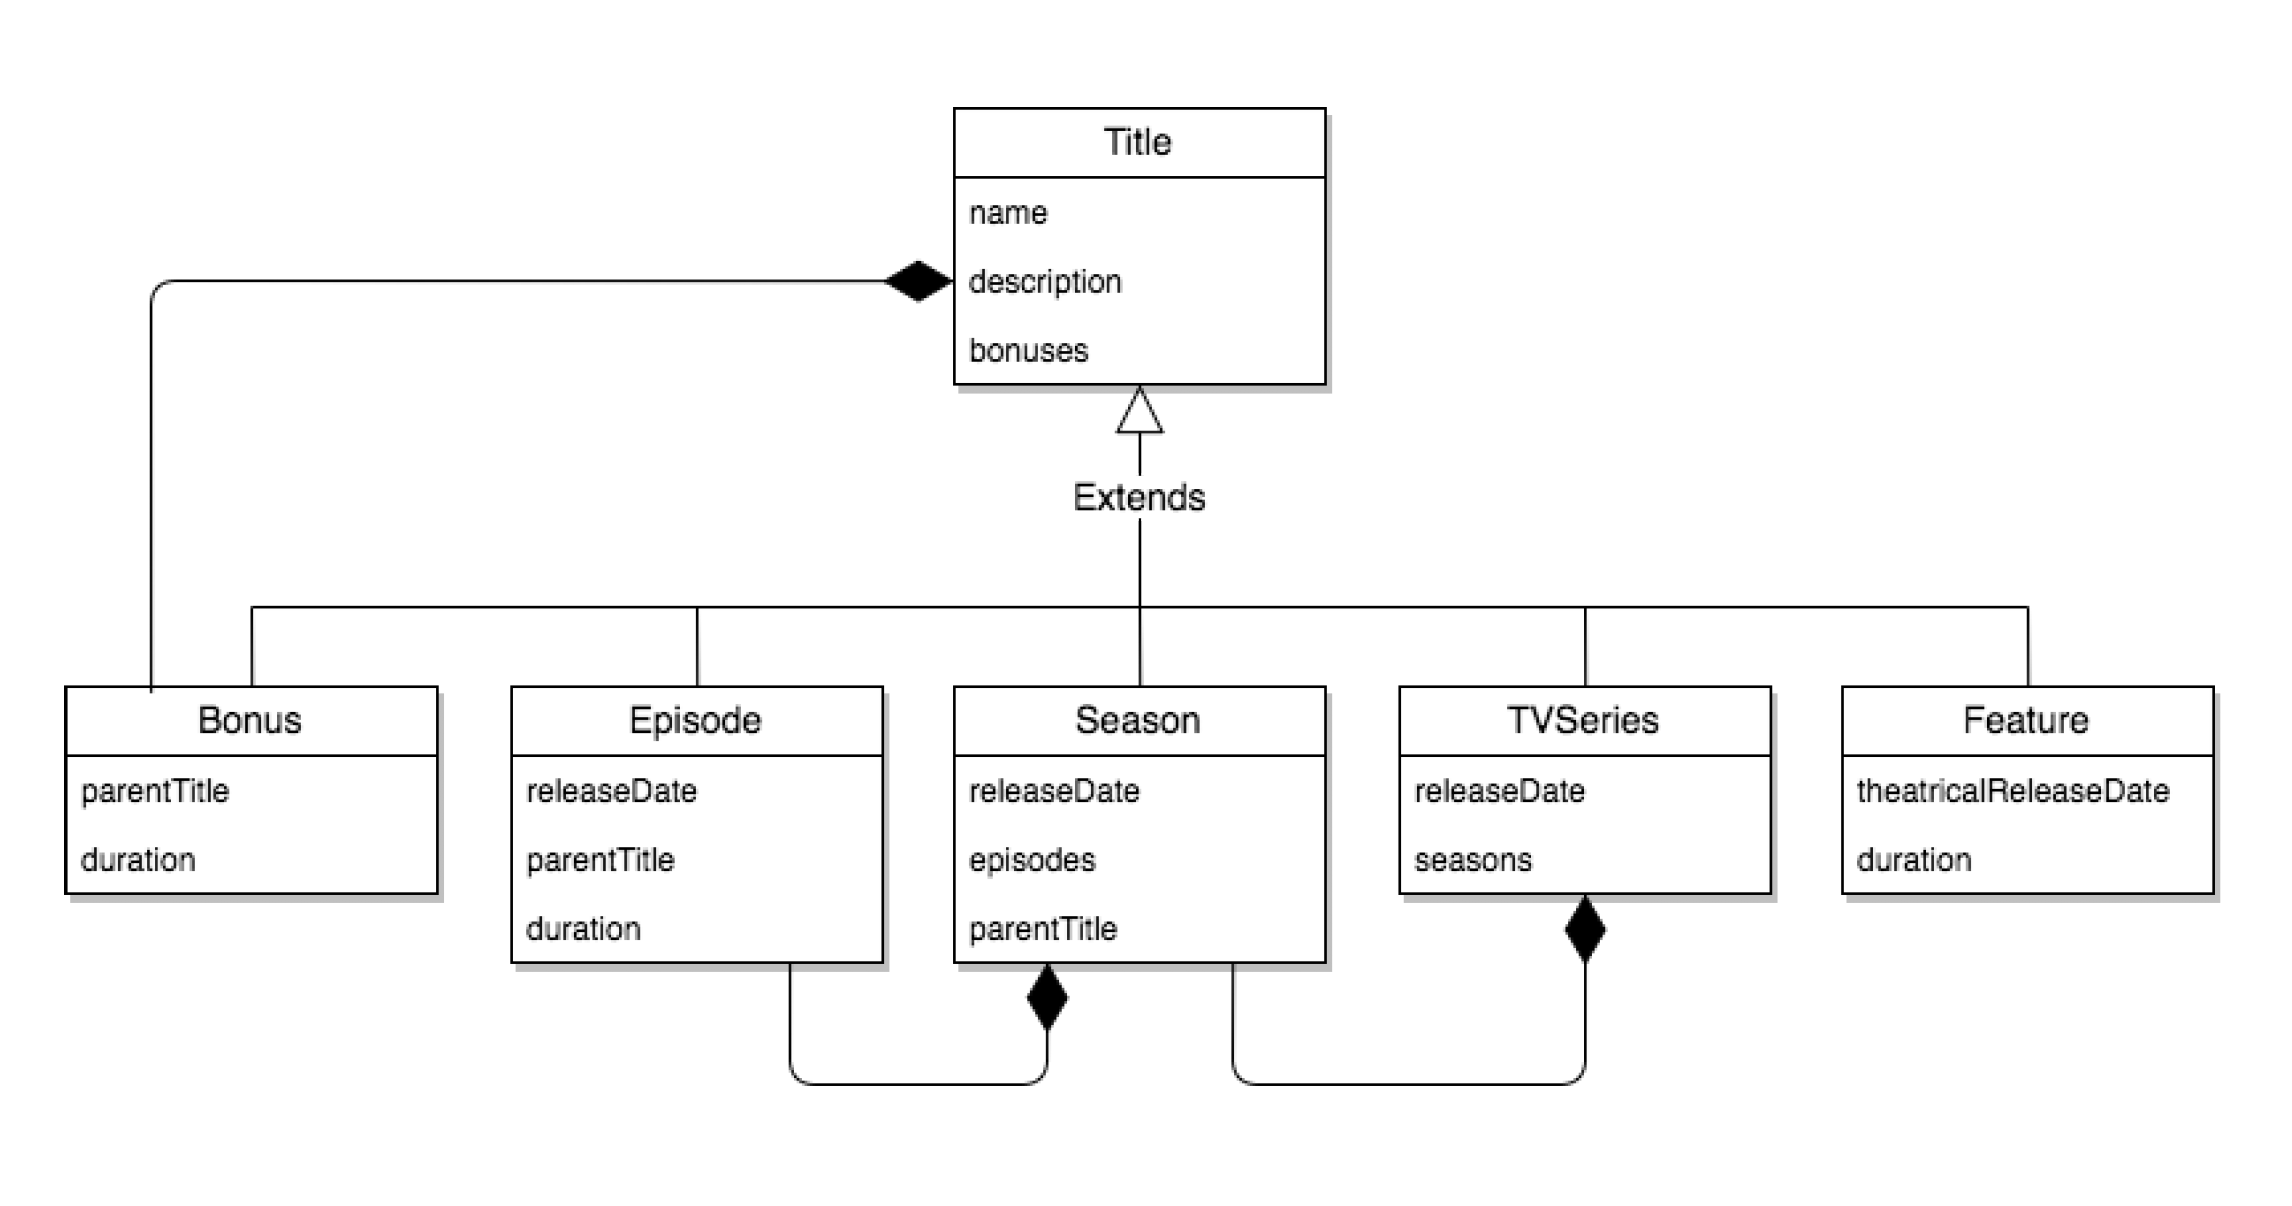 Title
name
description
bonuses
Extends
Bonus
parentTitle
duration
Episode
releaseDate
parentTitle
duration
Season
releaseDate
episodes
parentTitle
TVSeries
releaseDate
seasons
Feature
theatricalReleaseDate
duration